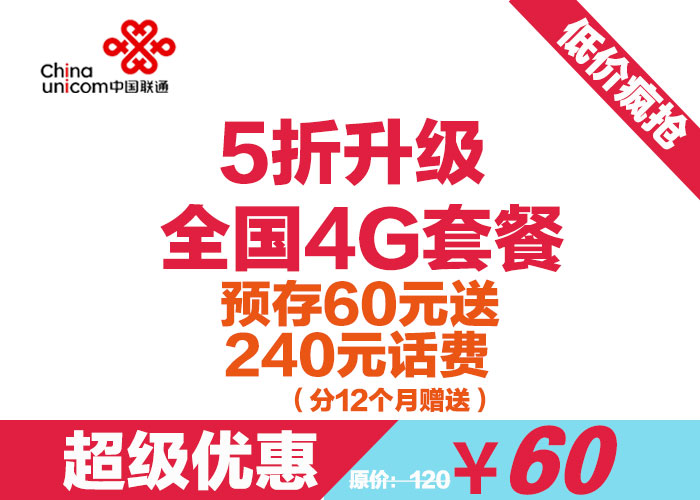 China
unicom中国联通
低价疯抢
5折升级
全国4G套餐
预存60元送
240元话费
（分12个月赠送）
超级优惠
原价：120
￥60